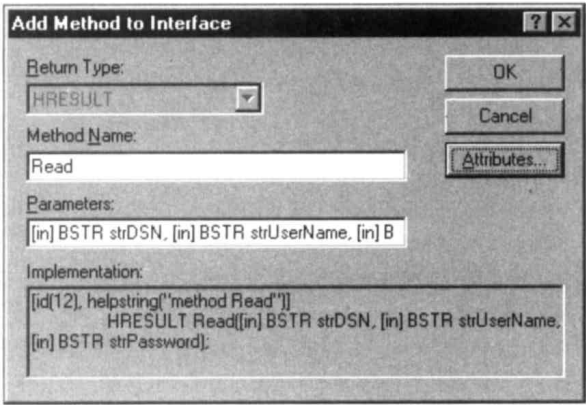 Add Method to Interface
Return Type:
HRESULT
Method Name:
Read
Parameters:
[in] BSTR strDSN, [in] BSTR strUserName, [in] B
Implementation:
[id(12), helpstring("method Read")]
HRESULT Read([in] BSTR strDSN, [in] BSTR strUserName,
[in] BSTR strPassword);
OK
Cancel
Attributes...